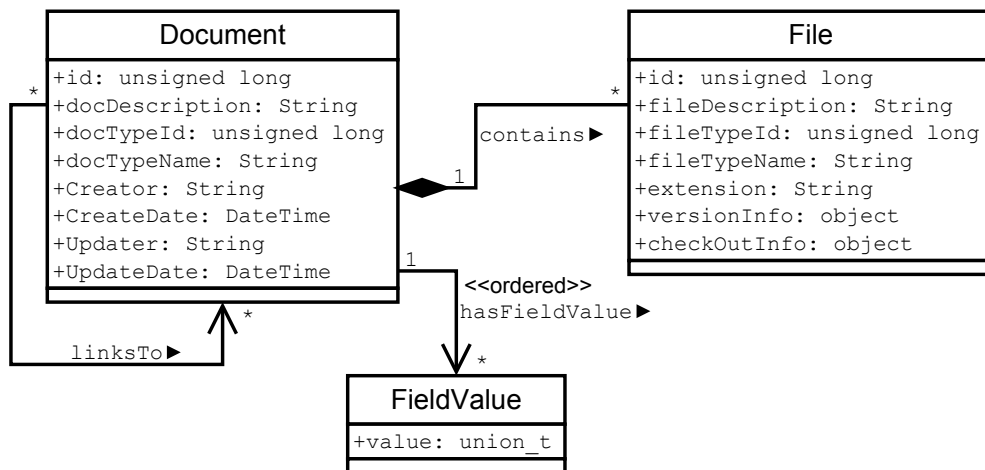 Document
+id: unsigned long
+docDescription: String
+docTypeId: unsigned long
+docTypeName: String
+Creator: String
+CreateDate: DateTime
+Updater: String
+UpdateDate: DateTime
*
*
linksTo►
1
contains►
*
File
+id: unsigned long
+fileDescription: String
+fileTypeId: unsigned long
+fileTypeName: String
+extension: String
+versionInfo: object
+checkOutInfo: object
1
<<ordered>>
hasFieldValue►
*
FieldValue
+value: union_t